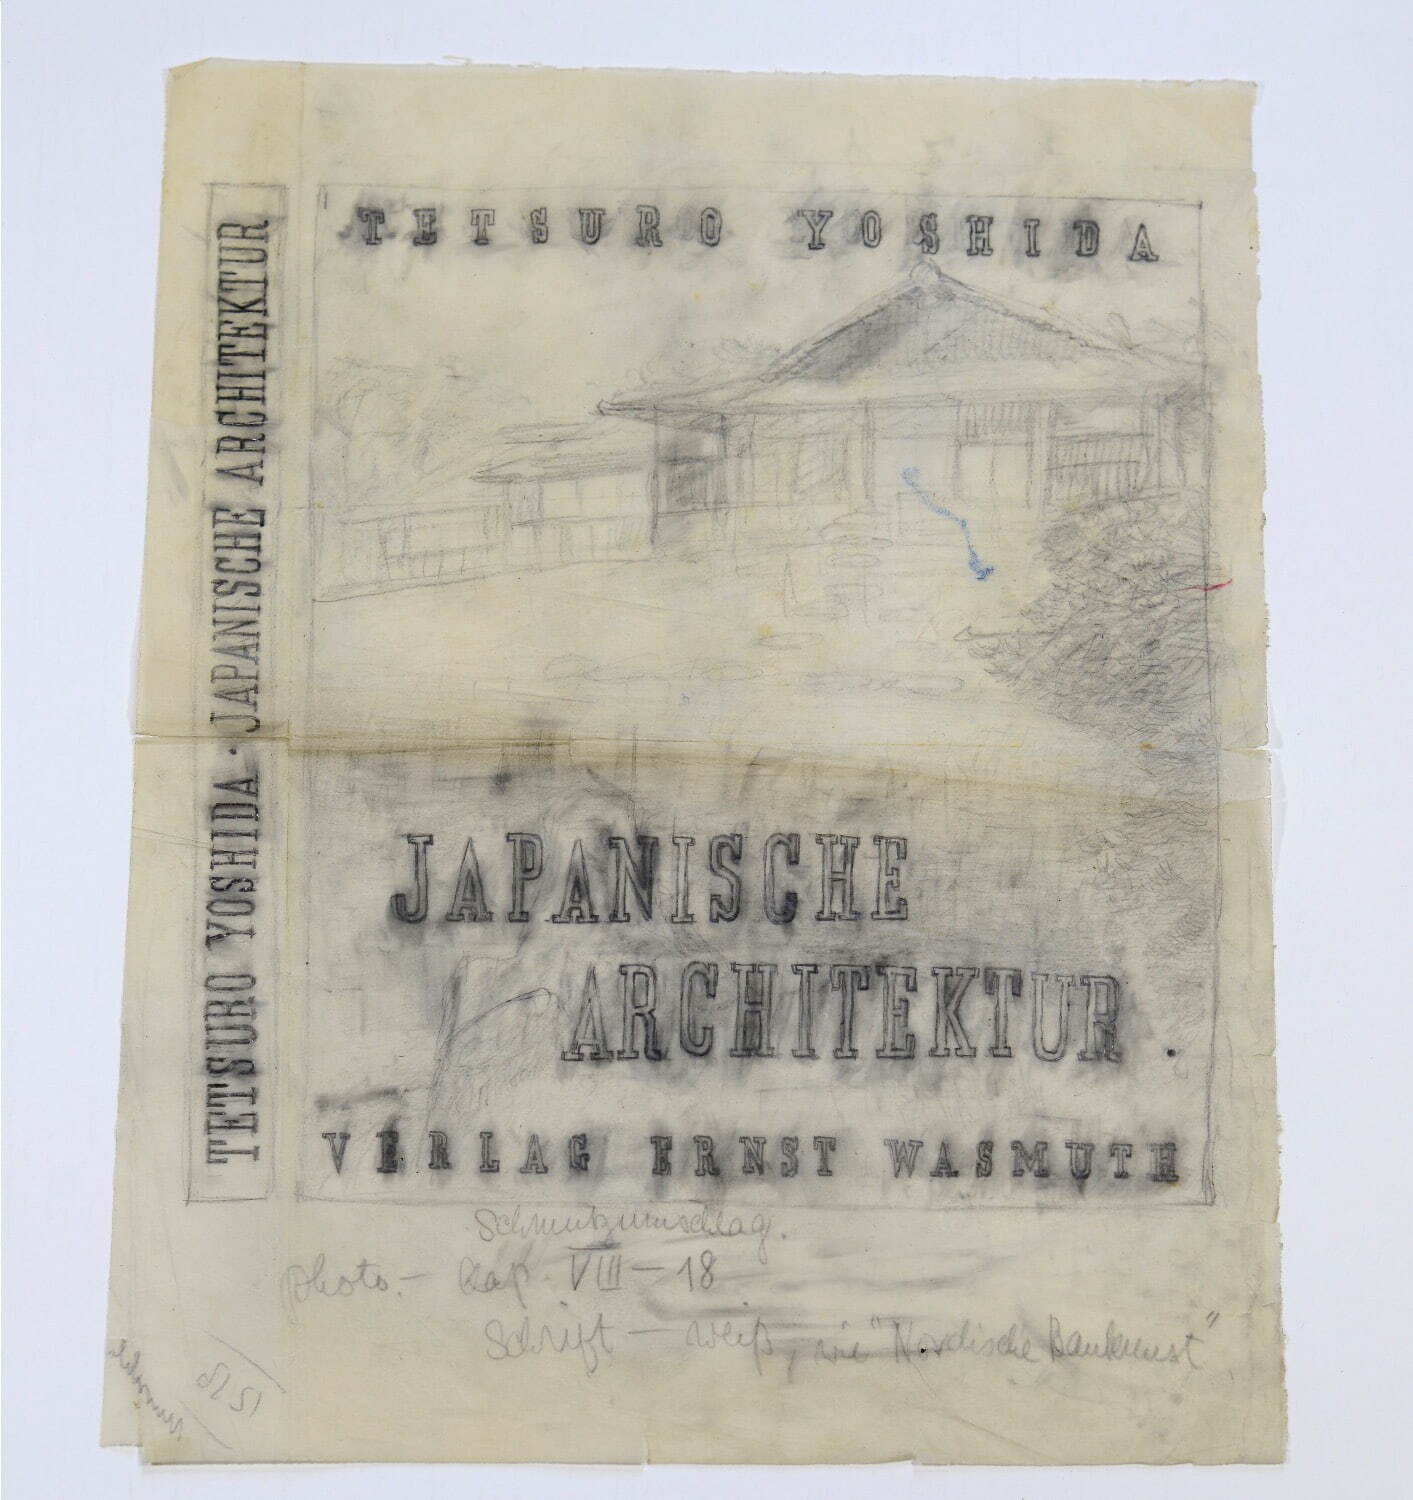 TETSURO YOSHIDA · JAPANISCHE ARCHITEKTUR
TETSURO YOSHIDA
JAPANISCHE
ARCHITEKTUR.
VERLAG ERNST WASMUTH
Schmutzumschlag.
photo. – Kap. VIII – 18
Schrift – weiß, wie "Nordische Baukunst"